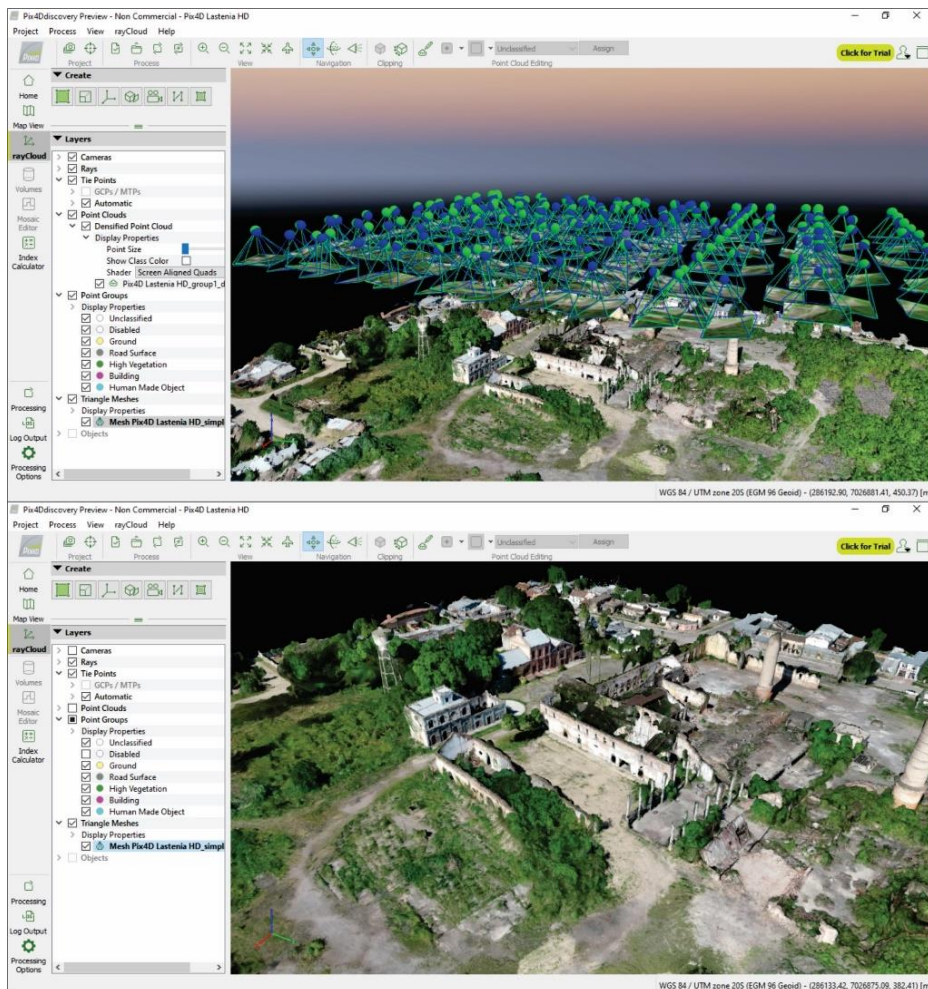 Pix4Ddiscovery Preview - Non Commercial - Pix4D Lastenia HD
Project Process View rayCloud Help
Project Process View Navigation Clipping Point Cloud Editing
Unclassified Assign
Click for Trial
Home
Map View
rayCloud
Volumes
Mosaic Editor
Index Calculator
Processing
Log Output
Processing Options
Create
Layers
Cameras
Rays
Tie Points
GCPs / MTPs
Automatic
Point Clouds
Densified Point Cloud
Display Properties
Point Size
Show Class Color
Shader Screen Aligned Quads
Pix4D Lastenia HD_group1_d
Point Groups
Display Properties
Unclassified
Disabled
Ground
Road Surface
High Vegetation
Building
Human Made Object
Triangle Meshes
Display Properties
Mesh Pix4D Lastenia HD_simpl
Objects
WGS 84 / UTM zone 20S (EGM 96 Geoid) - (286192.90, 7026881.41, 450.37) [m
Pix4Ddiscovery Preview - Non Commercial - Pix4D Lastenia HD
Project Process View rayCloud Help
Project Process View Navigation Clipping Point Cloud Editing
Unclassified Assign
Click for Trial
Home
Map View
rayCloud
Volumes
Mosaic Editor
Index Calculator
Processing
Log Output
Processing Options
Create
Layers
Cameras
Rays
Tie Points
GCPs / MTPs
Automatic
Point Clouds
Point Groups
Display Properties
Unclassified
Disabled
Ground
Road Surface
High Vegetation
Building
Human Made Object
Triangle Meshes
Display Properties
Mesh Pix4D Lastenia HD_simpl
Objects
WGS 84 / UTM zone 20S (EGM 96 Geoid) - (286133.42, 7026875.09, 382.41) [m